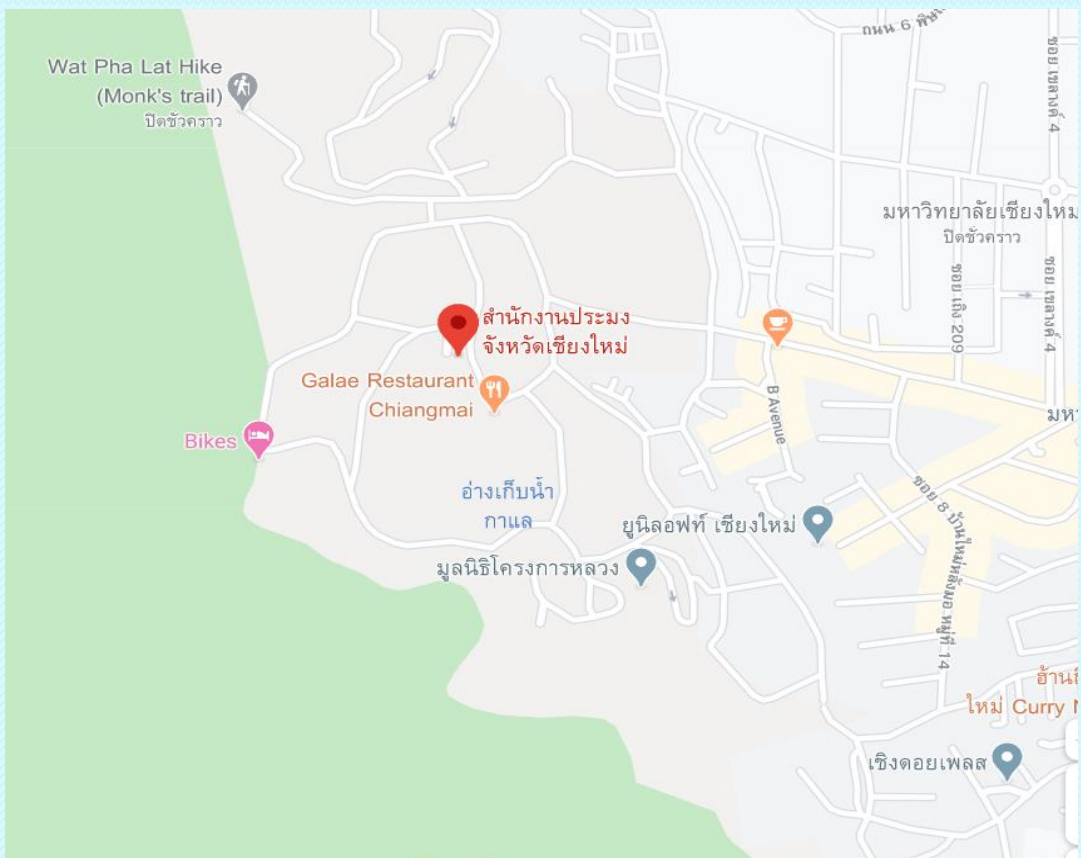 ถนน 6
Wat Pha Lat Hike
(Monk's trail)
ปิดชั่วคราว
ซอย เขลางค์ 4
มหาวิทยาลัยเชียงใหม่
ปิดชั่วคราว
ซอย เขลางค์ 4
ซอย เถิง 209
สำนักงานประมง
จังหวัดเชียงใหม่
Galae Restaurant
Chiangmai
B Avenue
มหา
Bikes
อ่างเก็บน้ำ
กาแล
ยูนิลอฟท์ เชียงใหม่
ซอย 8 บ้านใหม่หลังมอ หมู่ที่ 14
มูลนิธิโครงการหลวง
ใหม่ Curry
เชิงดอยเพลส